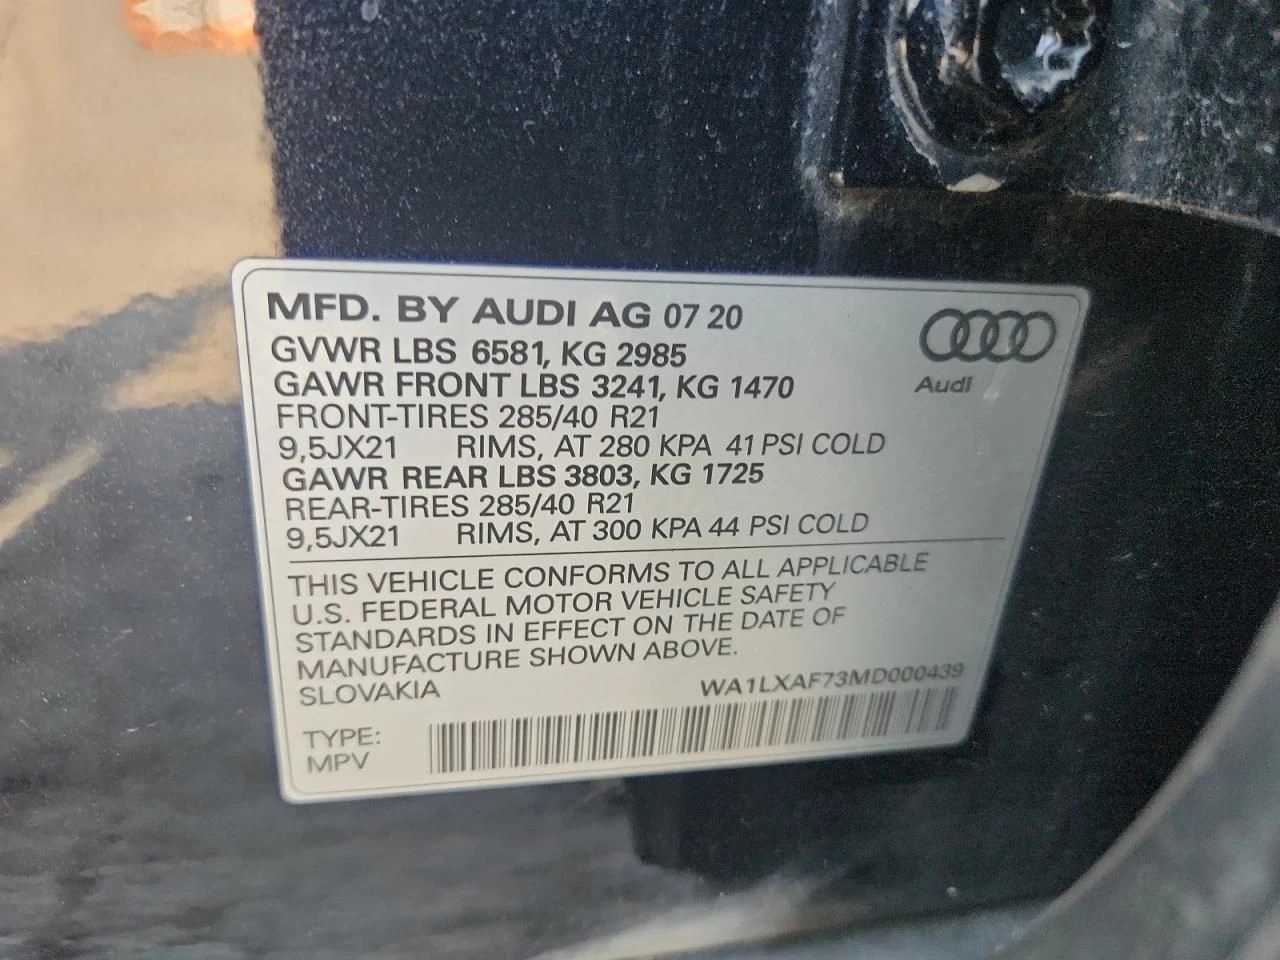 MFD. BY AUDI AG 07 20
GVWR LBS 6581, KG 2985
GAWR FRONT LBS 3241, KG 1470
FRONT-TIRES 285/40 R21
9,5JX21 RIMS, AT 280 KPA 41 PSI COLD
GAWR REAR LBS 3803, KG 1725
REAR-TIRES 285/40 R21
9,5JX21 RIMS, AT 300 KPA 44 PSI COLD
Audi
THIS VEHICLE CONFORMS TO ALL APPLICABLE
U.S. FEDERAL MOTOR VEHICLE SAFETY
STANDARDS IN EFFECT ON THE DATE OF
MANUFACTURE SHOWN ABOVE.
SLOVAKIA WA1LXAF73MD000439
TYPE:
MPV